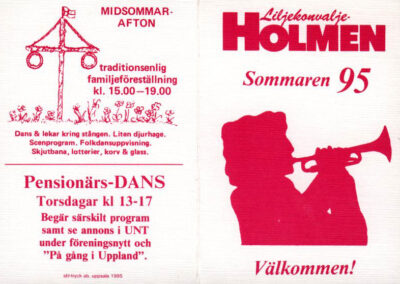 MIDSOMMAR-
AFTON
traditionsenlig
familjeföreställning
kl. 15.00–19.00
Dans & lekar kring stången. Liten djurhage.
Scenprogram. Folkdansuppvisning.
Skjutbana, lotterier, korv & glass.
Pensionärs-DANS
Torsdagar kl 13-17
Begär särskilt program
samt se annons i UNT
under föreningsnytt och
"På gång i Uppland".
uppsala 1995
Liljekonvalje-
HOLMEN
Sommaren 95
Välkommen!